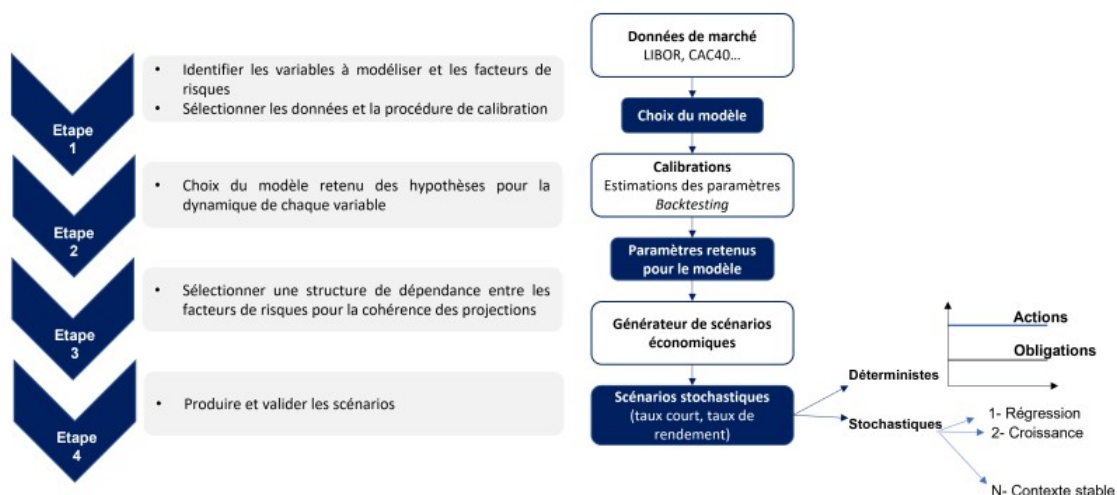 Etape
1
• Identifier les variables à modéliser et les facteurs de
risques
• Sélectionner les données et la procédure de calibration
Etape
2
• Choix du modèle retenu des hypothèses pour la
dynamique de chaque variable
Etape
3
• Sélectionner une structure de dépendance entre les
facteurs de risques pour la cohérence des projections
Etape
4
• Produire et valider les scénarios
Données de marché
LIBOR, CAC40...
Choix du modèle
Calibrations
Estimations des paramètres
Backtesting
Paramètres retenus
pour le modèle
Générateur de scénarios
économiques
Scénarios stochastiques
(taux court, taux de
rendement)
Déterministes
Actions
Obligations
Stochastiques
1- Régression
2- Croissance
N- Contexte stable